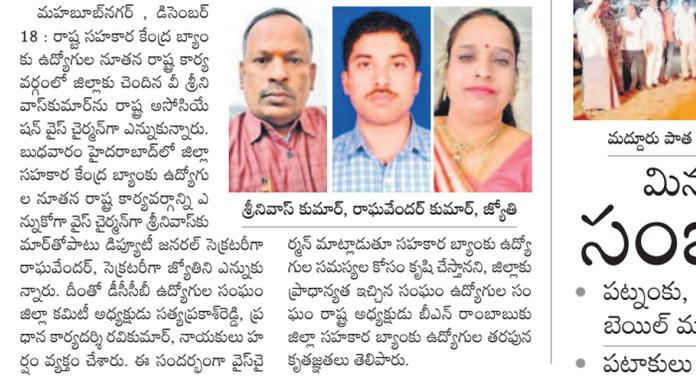 మహబూబ్‌నగర్ , డిసెంబర్
18 : రాష్ట సహకార కేంద్ర బ్యాం
కు ఉద్యోగుల నూతన రాష్ట్ర కార్య
వర్గంలో జిల్లాకు చెందిన వీ శ్రీని
వాస్‌కుమార్‌ను రాష్ట్ర అసోసియే
షన్ వైస్ చైర్మన్‌గా ఎన్నుకున్నారు.
బుధవారం హైదరాబాద్‌లో జిల్లా
సహకార కేంద్ర బ్యాంకు ఉద్యోగు
ల నూతన రాష్ట్ర కార్యవర్గాన్ని ఎ
న్నుకోగా వైస్ చైర్మన్‌గా శ్రీనివాస్‌కు
మార్‌తోపాటు డిప్యూటీ జనరల్ సెక్రటరీగా
రాఘవేందర్, సెక్రటరీగా జ్యోతిని ఎన్నుకు
న్నారు. దీంతో డీసీసీబీ ఉద్యోగుల సంఘం
జిల్లా కమిటీ అధ్యక్షుడు సత్యప్రకాశ్‌రెడ్డి, ప్ర
ధాన కార్యదర్శి రవికుమార్, నాయకులు హ
ర్షం వ్యక్తం చేశారు. ఈ సందర్భంగా వైస్‌చై
శ్రీనివాస్ కుమార్, రాఘవేందర్ కుమార్, జ్యోతి
ర్మన్ మాట్లాడుతూ సహకార బ్యాంకు ఉద్యో
గుల సమస్యల కోసం కృషి చేస్తానని, జిల్లాకు
ప్రాధాన్యత ఇచ్చిన సంఘం ఉద్యోగుల సం
ఘం రాష్ట్ర అధ్యక్షుడు బీఎన్ రాంబాబుకు
జిల్లా సహకార బ్యాంకు ఉద్యోగుల తరపున
కృతజ్ఞతలు తెలిపారు.
మద్దూరు పాత
పట్నంకు,
బెయిల్
పటాకులు